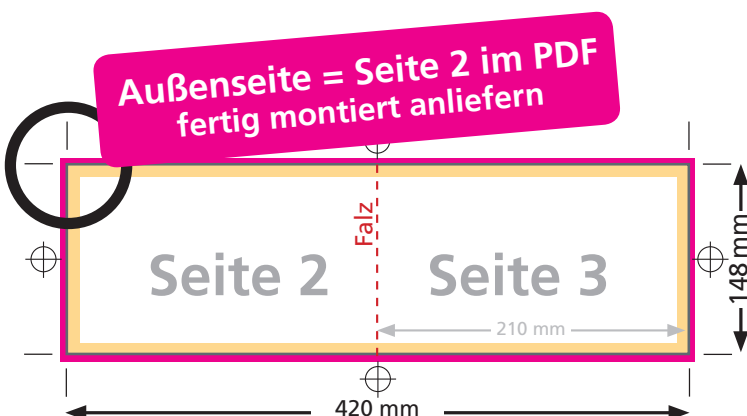 Außenseite = Seite 2 im PDF
fertig montiert anliefern
Falz
Seite 2
Seite 3
210 mm
148 mm
420 mm